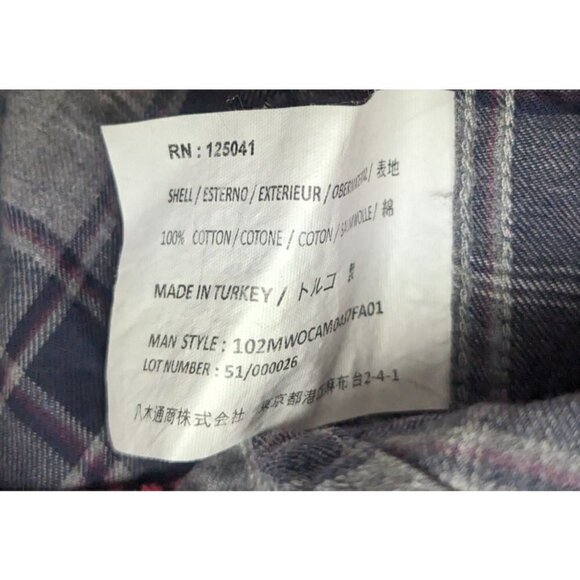 RN : 125041
SHELL / ESTERNO / EXTERIEUR / OBERMATERIAL / 表地
100% COTTON / COTONE / COTON / BAUMWOLLE / 綿
MADE IN TURKEY / トルコ 製
MAN STYLE :
LOT NUMBER : 51/000026
八木通商株式会社 東京都港区麻布台2-4-1